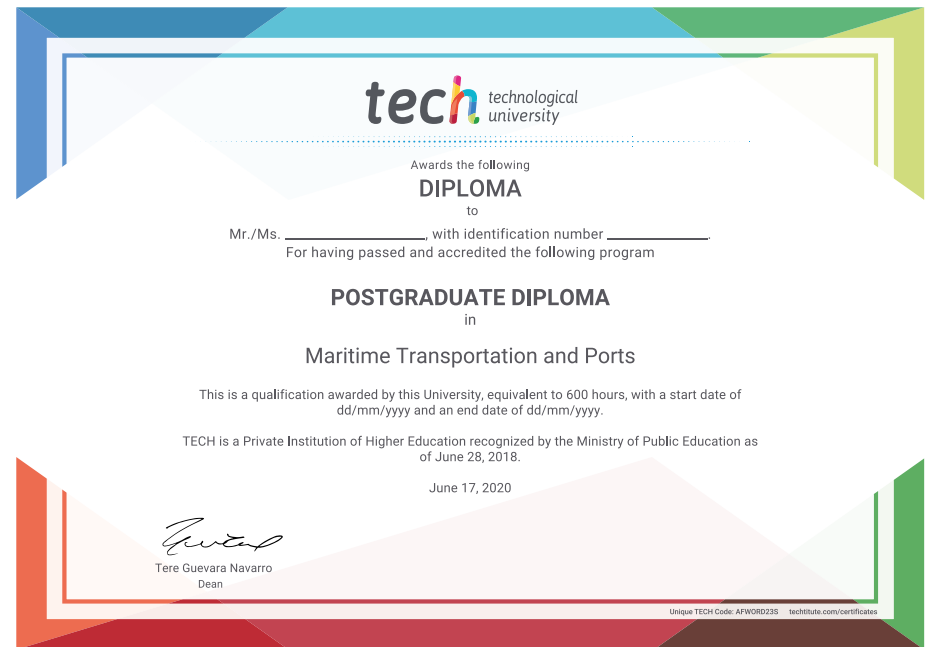 tech technological
university
Awards the following
DIPLOMA
to
Mr./Ms. ____________________, with identification number ______________.
For having passed and accredited the following program
POSTGRADUATE DIPLOMA
in
Maritime Transportation and Ports
This is a qualification awarded by this University, equivalent to 600 hours, with a start date of
dd/mm/yyyy and an end date of dd/mm/yyyy.
TECH is a Private Institution of Higher Education recognized by the Ministry of Public Education as
of June 28, 2018.
June 17, 2020
Tere Guevara Navarro
Dean
Unique TECH Code: AFWORD23S techtitute.com/certificates